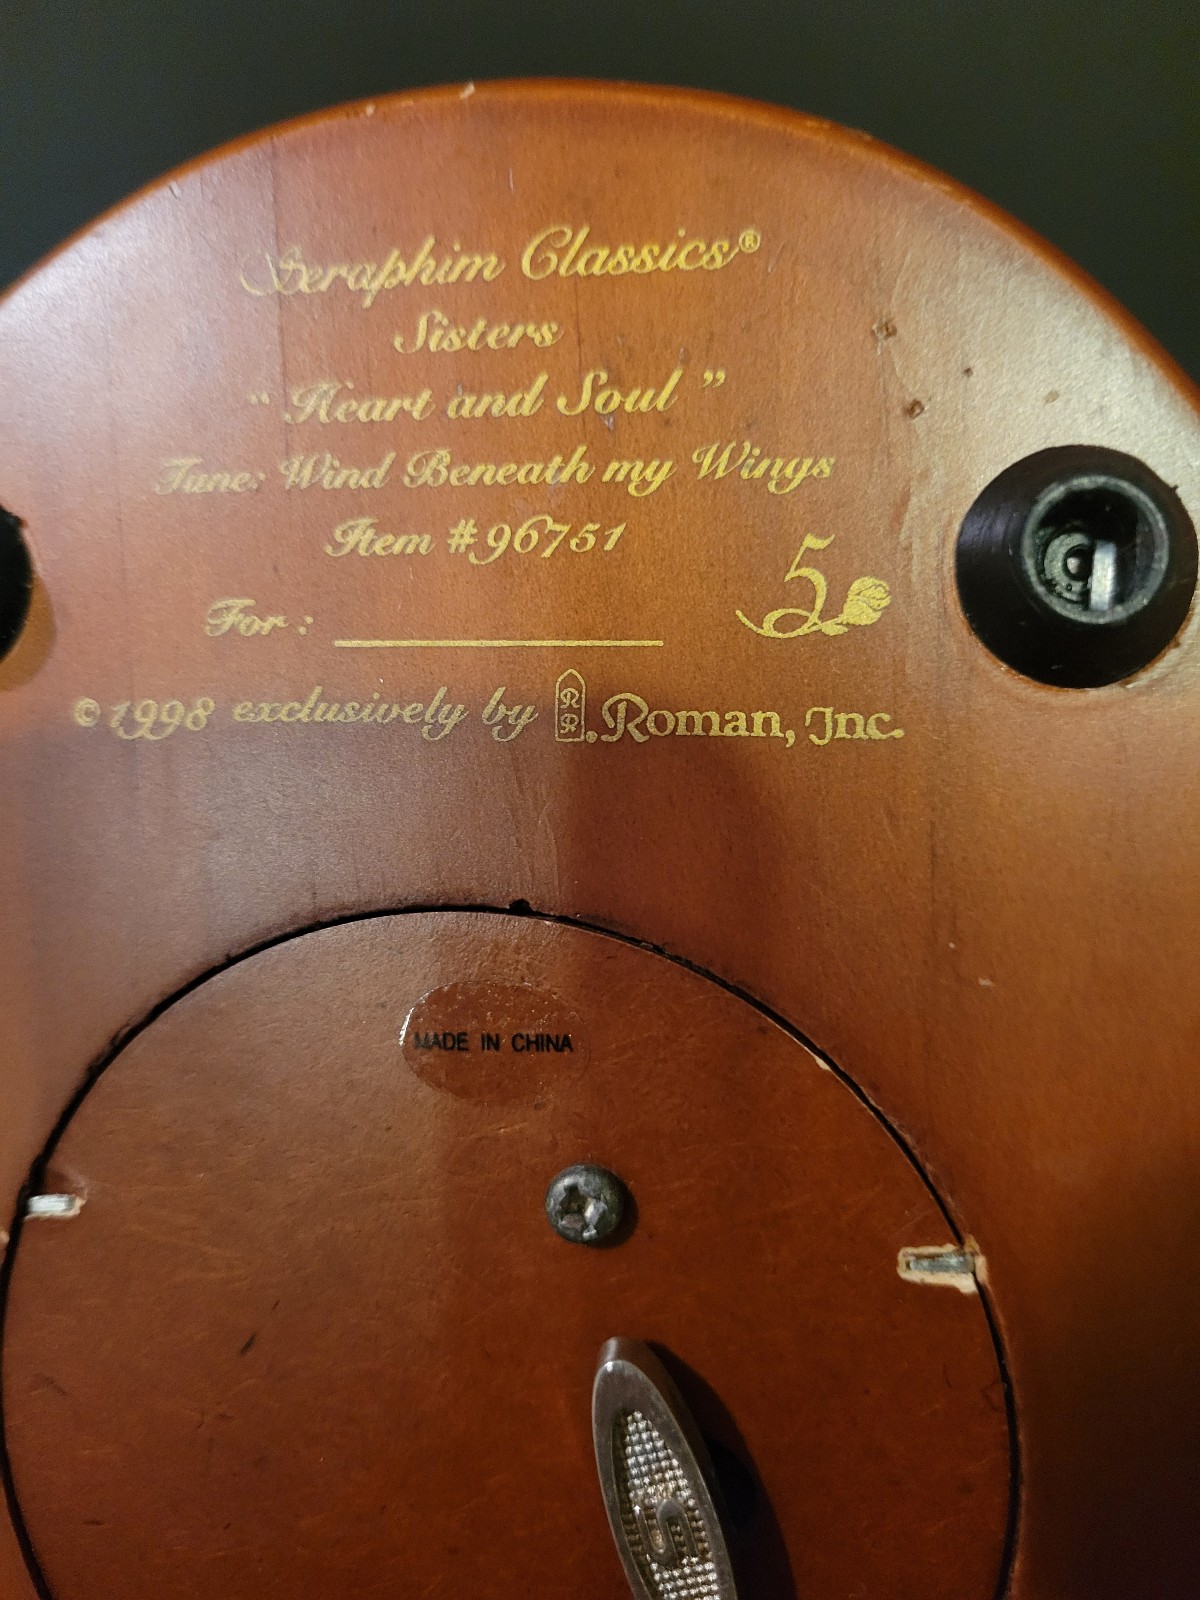 Seraphim Classics®
Sisters
“ Heart and Soul ”
Tune: Wind Beneath my Wings
Item #96751
5
For :
©1998 exclusively by RR. Roman, Inc.
MADE IN CHINA
S